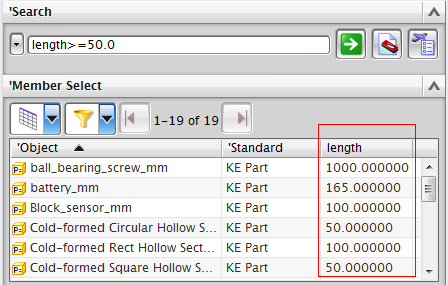 'Search
length>=50.0
'Member Select
1-19 of 19
'Object 'Standard length
ball_bearing_screw_mm KE Part 1000.000000
battery_mm KE Part 165.000000
Block_sensor_mm KE Part 100.000000
Cold-formed Circular Hollow S... KE Part 50.000000
Cold-formed Rect Hollow Sect... KE Part 100.000000
Cold-formed Square Hollow S... KE Part 50.000000